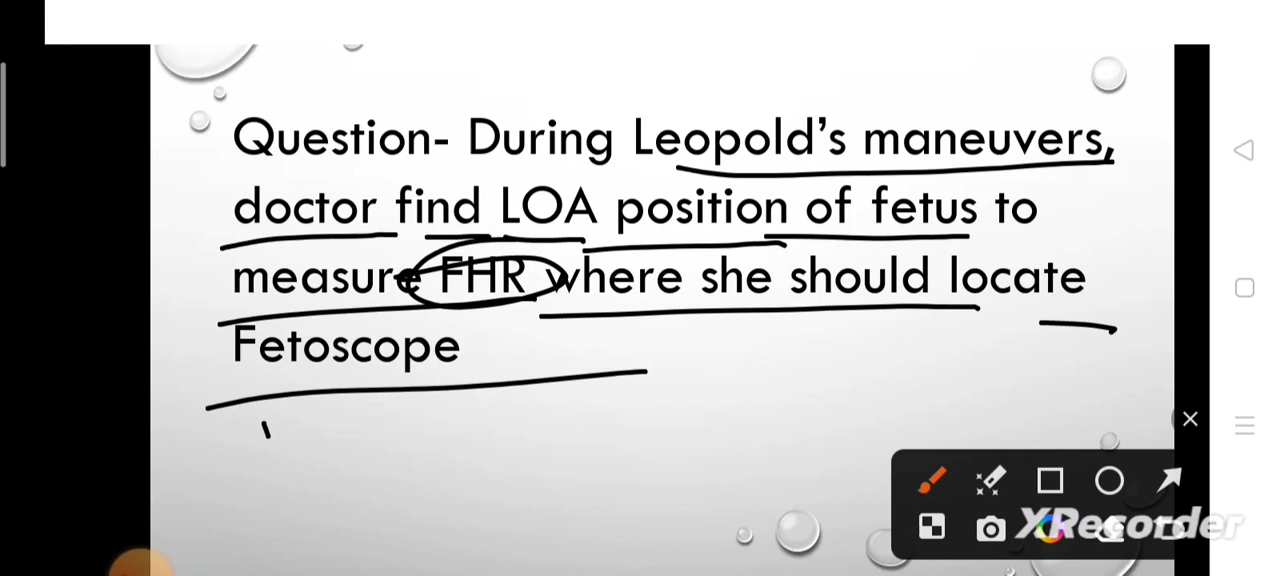 Question- During Leopold's maneuvers,
doctor find LOA position of fetus to
measure FHR where she should locate
Fetoscope
XRecorder